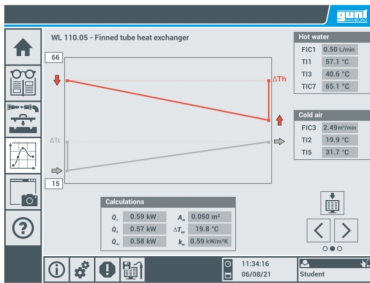 gunt
WL 110.05 - Finned tube heat exchanger
66
ΔTh
ΔTc
15
Hot water
FIC1 0.50 L/min
TI1 57.1 °C
TI3 40.6 °C
TIC7 65.1 °C
Cold air
FIC3 2.49m³/min
TI2 19.9 °C
TI5 31.7 °C
Calculations
0.59 kW 0.050 m²
0.57 kW 19.8 °C
0.58 kW 0.59 kW/m²K
11:34:16
06/08/21
Student